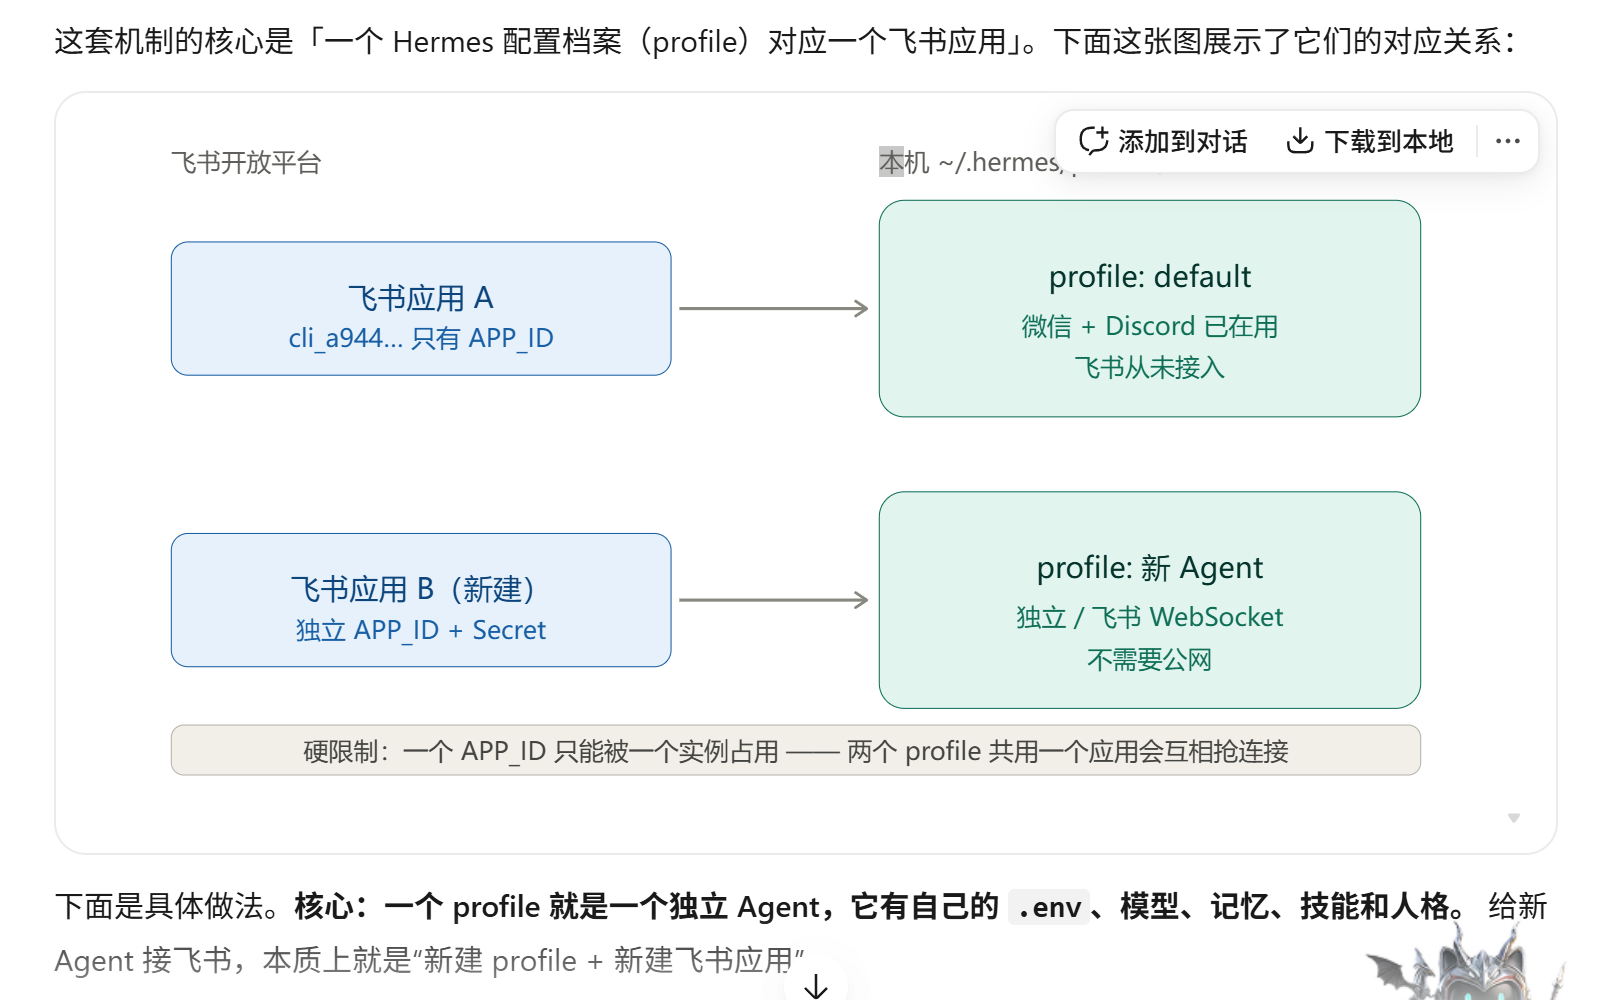 这套机制的核心是「一个 Hermes 配置档案（profile）对应一个飞书应用」。下面这张图展示了它们的对应关系：
添加到对话 下载到本地 ···
飞书开放平台
本机 ~/.hermes/
飞书应用 A
cli_a944... 只有 APP_ID
profile: default
微信 + Discord 已在用
飞书从未接入
飞书应用 B（新建）
独立 APP_ID + Secret
profile: 新 Agent
独立 / 飞书 WebSocket
不需要公网
硬限制：一个 APP_ID 只能被一个实例占用 —— 两个 profile 共用一个应用会互相抢连接
下面是具体做法。核心：一个 profile 就是一个独立 Agent，它有自己的 .env、模型、记忆、技能和人格。 给新
Agent 接飞书，本质上就是“新建 profile + 新建飞书应用”